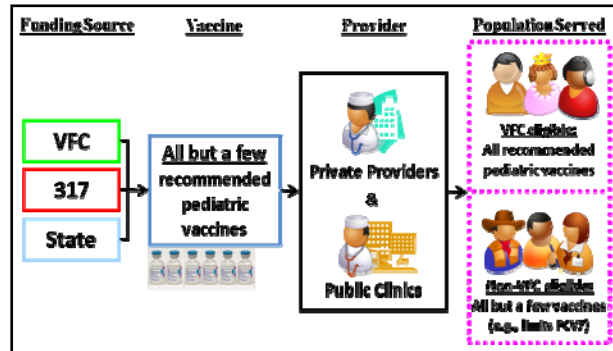 Funding Source
Vaccine
Provider
Population Served
VFC
317
State
All but a few
recommended
pediatric
vaccines
Private Providers
&
Public Clinics
VFC eligible:
All recommended
pediatric vaccines
Non-VFC eligible:
All but a few vaccines
(e.g., limits PCV7)